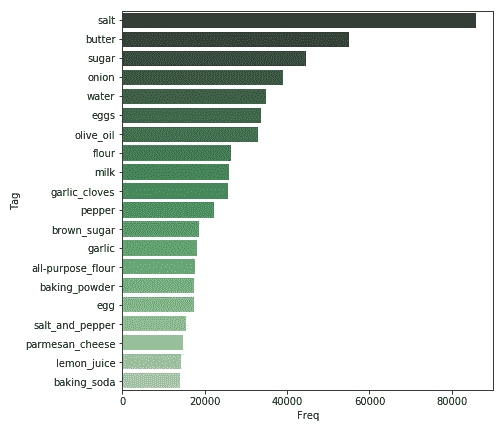 salt
butter
sugar
onion
water
eggs
olive_oil
flour
milk
garlic_cloves
pepper
brown_sugar
garlic
all-purpose_flour
baking_powder
egg
salt_and_pepper
parmesan_cheese
lemon_juice
baking_soda
Tag
0 20000 40000 60000 80000
Freq